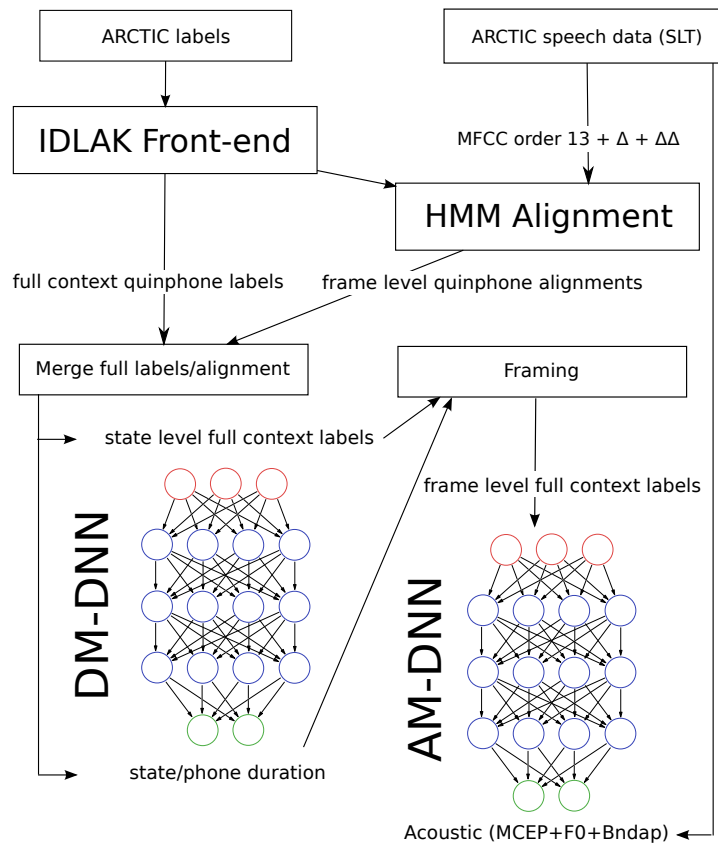 ARCTIC labels
ARCTIC speech data (SLT)
IDLAK Front-end
MFCC order 13 + Δ + ΔΔ
HMM Alignment
full context quinphone labels
frame level quinphone alignments
Merge full labels/alignment
Framing
state level full context labels
frame level full context labels
DM-DNN
AM-DNN
state/phone duration
Acoustic (MCEP+F0+Bndap)